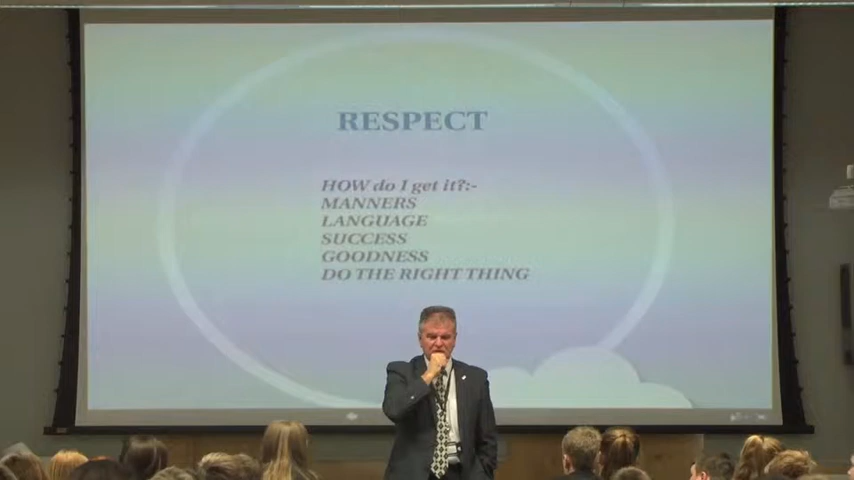 RESPECT
HOW do I get it?:-
MANNERS
LANGUAGE
SUCCESS
GOODNESS
DO THE RIGHT THING